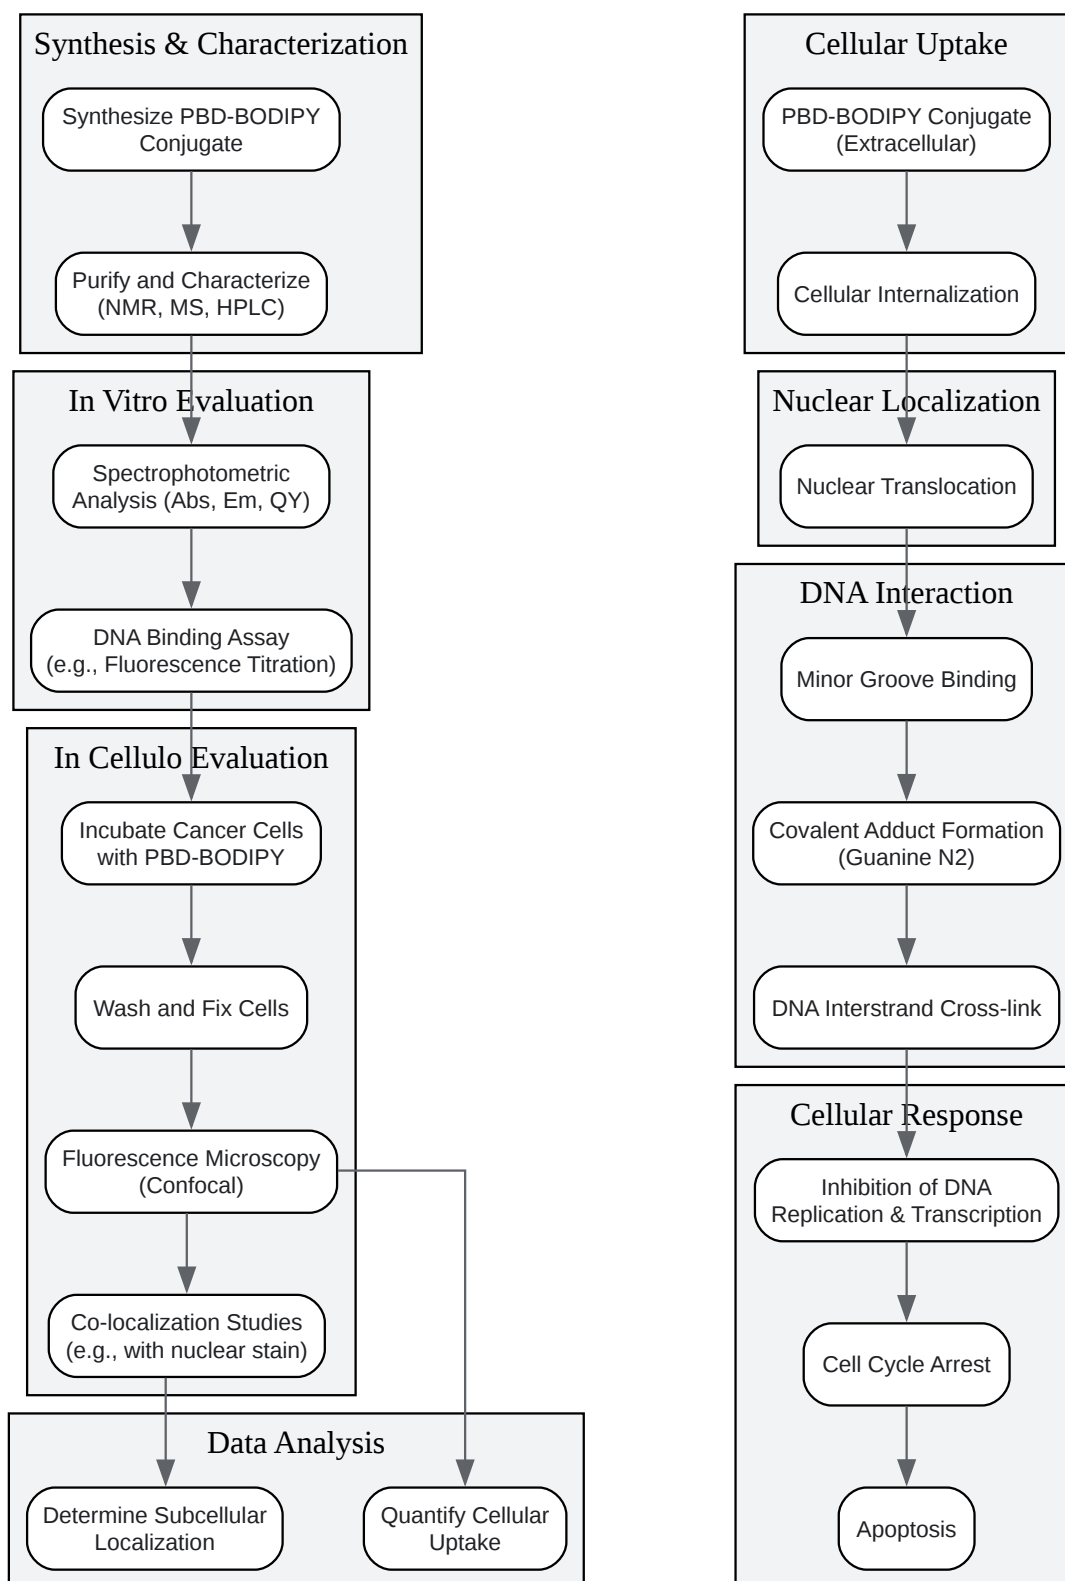 Synthesis & Characterization
Synthesize PBD-BODIPY
Conjugate
Purify and Characterize
(NMR, MS, HPLC)
In Vitro Evaluation
Spectrophotometric
Analysis (Abs, Em, QY)
DNA Binding Assay
(e.g., Fluorescence Titration)
In Cellulo Evaluation
Incubate Cancer Cells
with PBD-BODIPY
Wash and Fix Cells
Fluorescence Microscopy
(Confocal)
Co-localization Studies
(e.g., with nuclear stain)
Data Analysis
Determine Subcellular
Localization
Quantify Cellular
Uptake
Cellular Uptake
PBD-BODIPY Conjugate
(Extracellular)
Cellular Internalization
Nuclear Localization
Nuclear Translocation
DNA Interaction
Minor Groove Binding
Covalent Adduct Formation
(Guanine N2)
DNA Interstrand Cross-link
Cellular Response
Inhibition of DNA
Replication & Transcription
Cell Cycle Arrest
Apoptosis